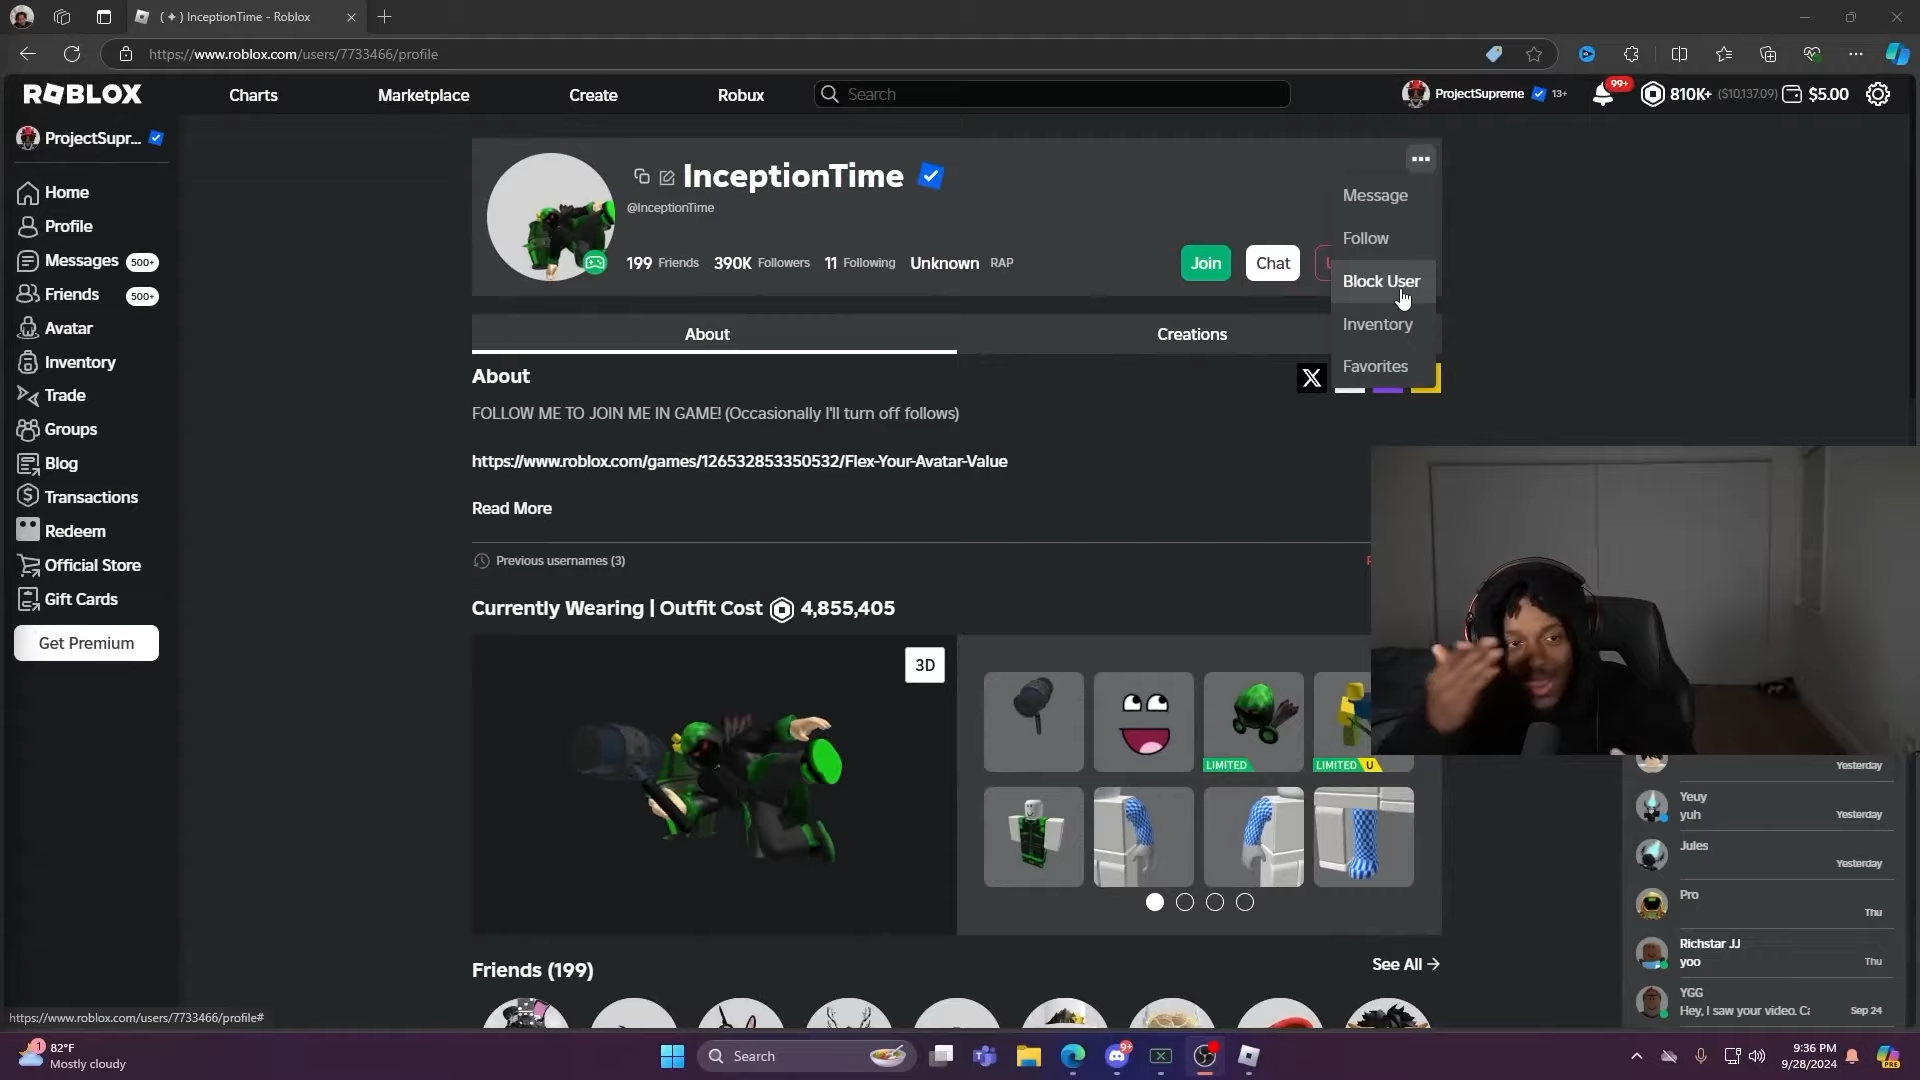 ( ✦ ) InceptionTime - Roblox
https://www.roblox.com/users/7733466/profile
ROBLOX
Charts
Marketplace
Create
Robux
Search
ProjectSupreme
13+
99+
810K+
($10,137.09)
$5.00
ProjectSupr...
Home
Profile
Messages 500+
Friends 500+
Avatar
Inventory
Trade
Groups
Blog
Transactions
Redeem
Official Store
Gift Cards
Get Premium
InceptionTime
@InceptionTime
199 Friends 390K Followers 11 Following Unknown RAP
Join
Chat
Message
Follow
Block User
Inventory
Favorites
About
Creations
About
X
FOLLOW ME TO JOIN ME IN GAME! (Occasionally I'll turn off follows)
https://www.roblox.com/games/126532853350532/Flex-Your-Avatar-Value
Read More
Previous usernames (3)
Currently Wearing | Outfit Cost 4,855,405
3D
LIMITED
LIMITED U
Friends (199)
See All
Yesterday
Yeuy
yuh
Yesterday
Jules
Yesterday
Pro
Thu
Richstar JJ
yoo
Thu
YGG
Hey, I saw your video. Ca
Sep 24
https://www.roblox.com/users/7733466/profile#
1
82°F
Mostly cloudy
Search
9+
9:36 PM
9/28/2024
PRE